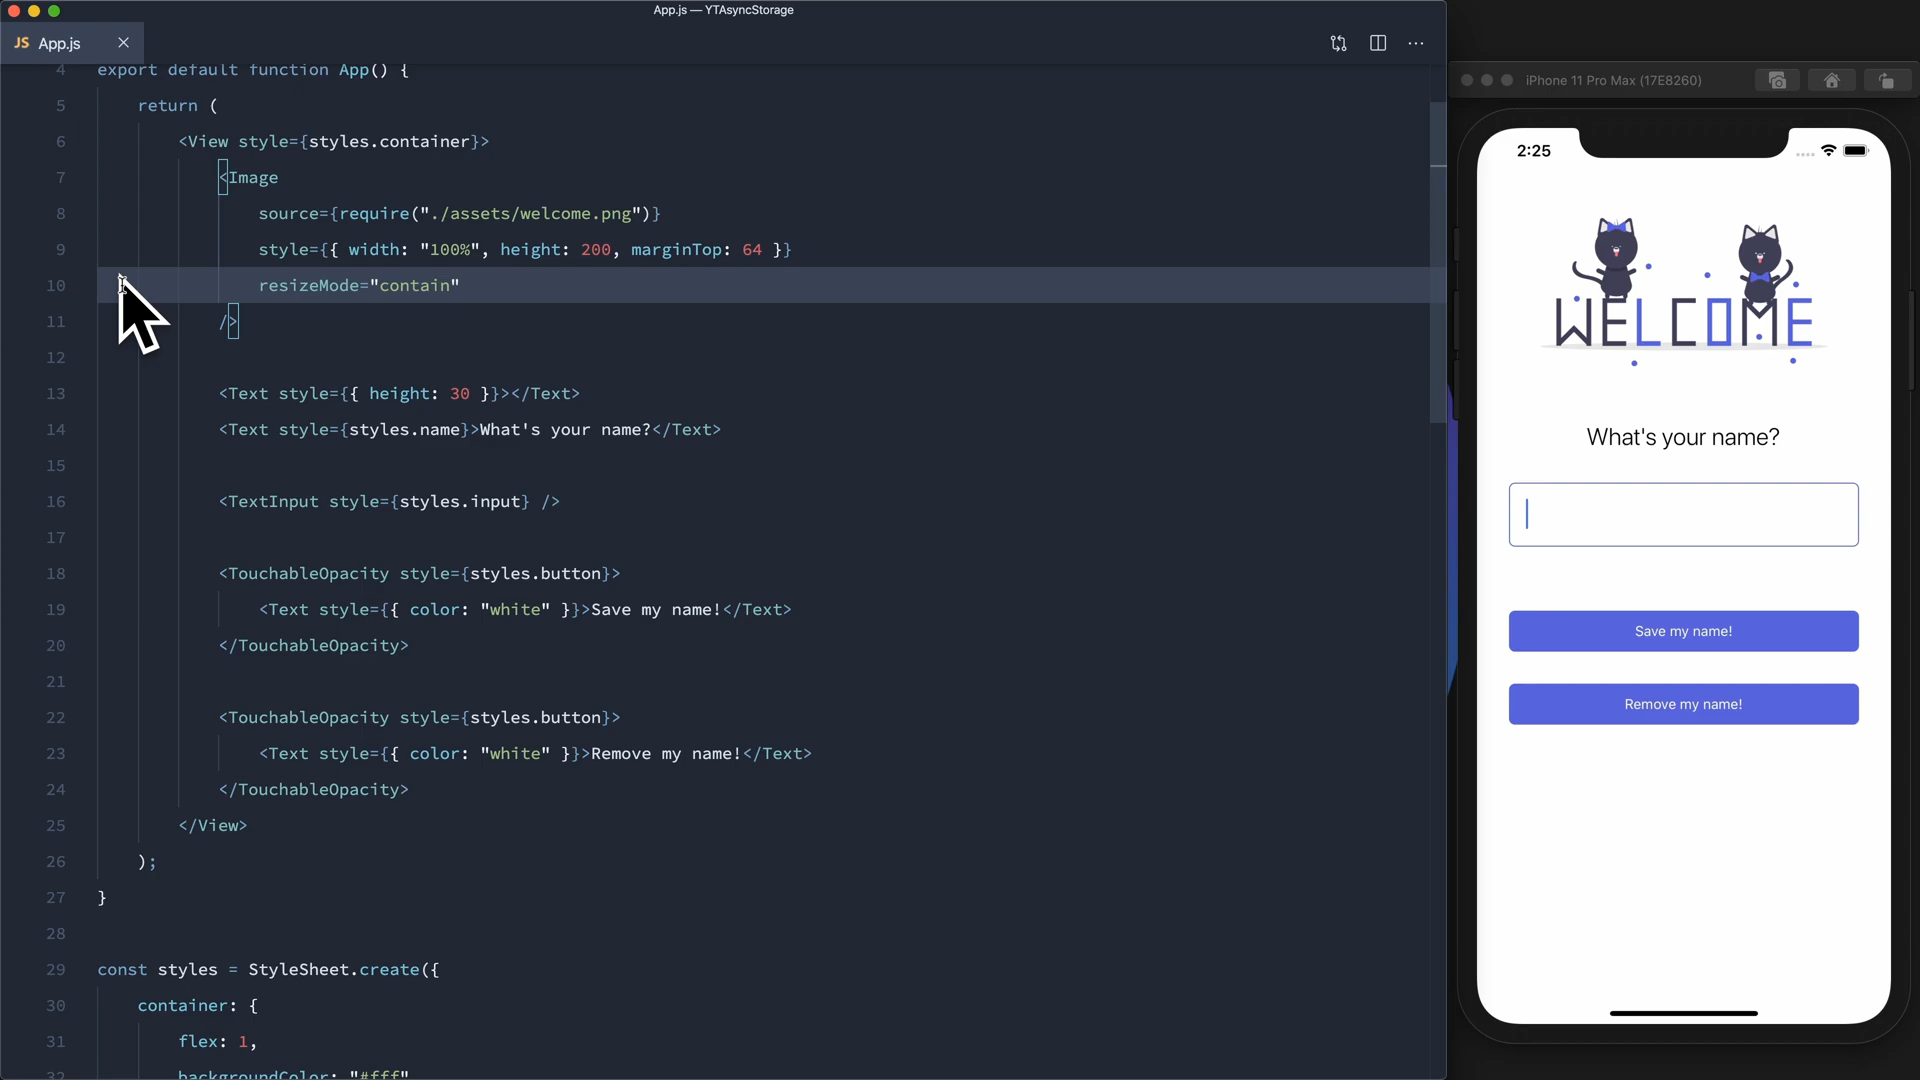 App.js — YTAsyncStorage
JS App.js
4 export default function App() {
5 return (
6 <View style={styles.container}>
7 <Image
8 source={require("./assets/welcome.png")}
9 style={{ width: "100%", height: 200, marginTop: 64 }}
10 resizeMode="contain"
11 />
12
13 <Text style={{ height: 30 }}></Text>
14 <Text style={styles.name}>What's your name?</Text>
15
16 <TextInput style={styles.input} />
17
18 <TouchableOpacity style={styles.button}>
19 <Text style={{ color: "white" }}>Save my name!</Text>
20 </TouchableOpacity>
21
22 <TouchableOpacity style={styles.button}>
23 <Text style={{ color: "white" }}>Remove my name!</Text>
24 </TouchableOpacity>
25 </View>
26 );
27 }
28
29 const styles = StyleSheet.create({
30 container: {
31 flex: 1,
32 backgroundColor: "#fff"
iPhone 11 Pro Max (17E8260)
2:25
WELCOME
What's your name?
Save my name!
Remove my name!